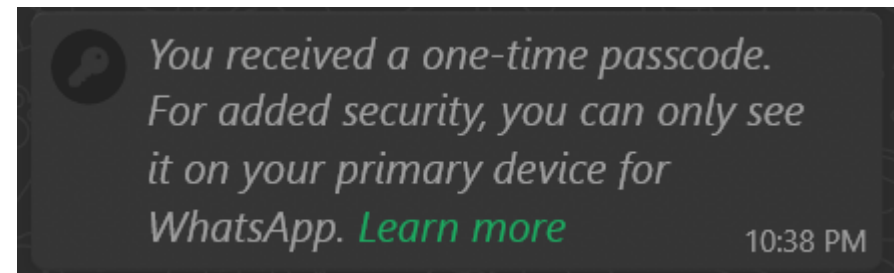 You received a one-time passcode.
For added security, you can only see
it on your primary device for
WhatsApp. Learn more
10:38 PM